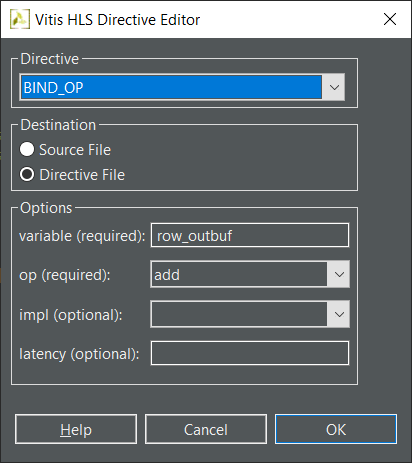 Vitis HLS Directive Editor
Directive
BIND_OP
Destination
Source File
Directive File
Options
variable (required): row_outbuf
op (required): add
impl (optional):
latency (optional):
Help Cancel OK